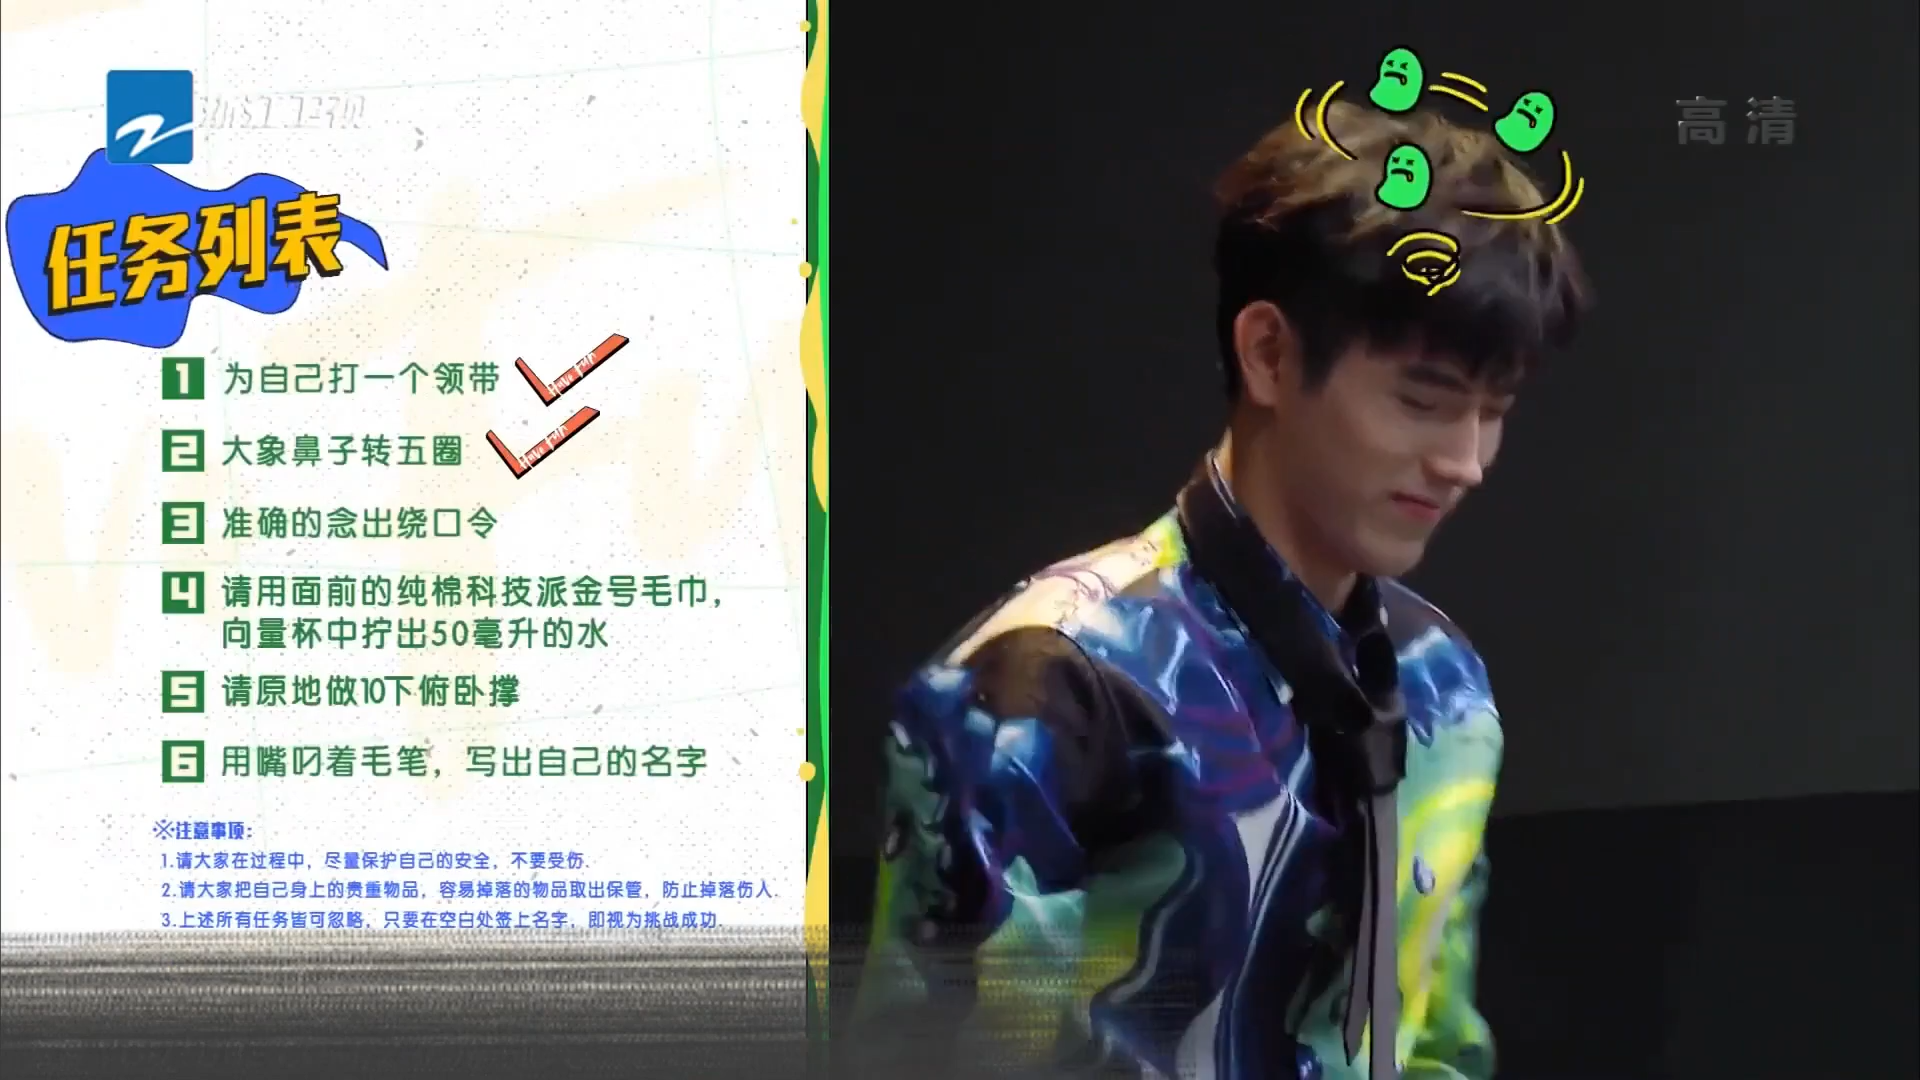 浙江卫视
高清
任务列表
1 为自己打一个领带
Have Fun
2 大象鼻子转五圈
Have Fun
3 准确的念出绕口令
4 请用面前的纯棉科技派金号毛巾，
向量杯中拧出50毫升的水
5 请原地做10下俯卧撑
6 用嘴叼着毛笔，写出自己的名字
※注意事项：
1.请大家在过程中，尽量保护自己的安全，不要受伤.
2.请大家把自己身上的贵重物品，容易掉落的物品取出保管，防止掉落伤人.
3.上述所有任务皆可忽略，只要在空白处签上名字，即视为挑战成功.